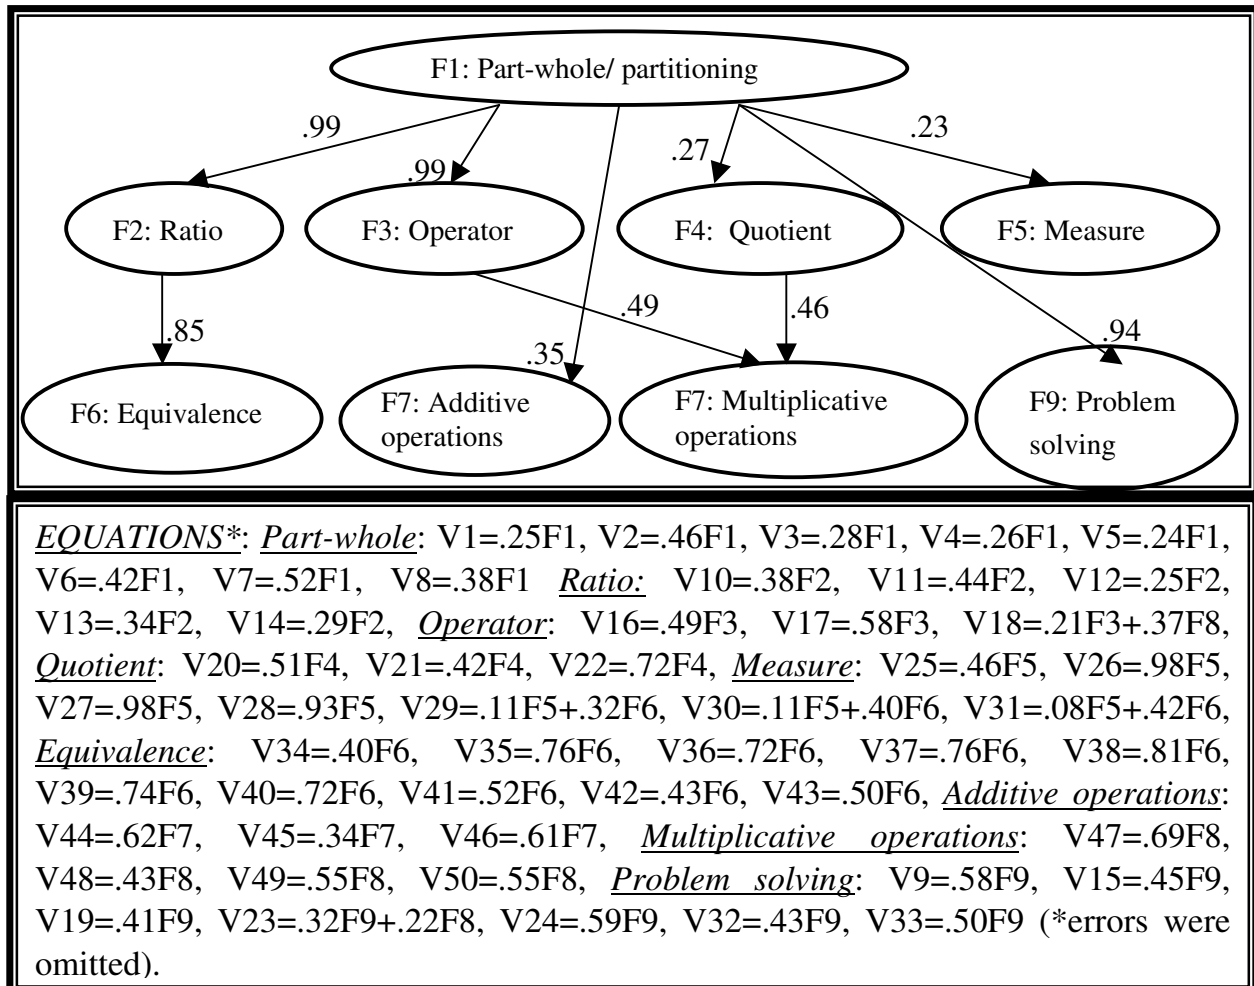 F1: Part-whole/ partitioning
.99
.99
.27
.23
F2: Ratio
F3: Operator
F4: Quotient
F5: Measure
.85
.35
.49
.46
.94
F6: Equivalence
F7: Additive
operations
F7: Multiplicative
operations
F9: Problem
solving
EQUATIONS*: Part-whole: V1=.25F1, V2=.46F1, V3=.28F1, V4=.26F1, V5=.24F1,
V6=.42F1, V7=.52F1, V8=.38F1 Ratio: V10=.38F2, V11=.44F2, V12=.25F2,
V13=.34F2, V14=.29F2, Operator: V16=.49F3, V17=.58F3, V18=.21F3+.37F8,
Quotient: V20=.51F4, V21=.42F4, V22=.72F4, Measure: V25=.46F5, V26=.98F5,
V27=.98F5, V28=.93F5, V29=.11F5+.32F6, V30=.11F5+.40F6, V31=.08F5+.42F6,
Equivalence: V34=.40F6, V35=.76F6, V36=.72F6, V37=.76F6, V38=.81F6,
V39=.74F6, V40=.72F6, V41=.52F6, V42=.43F6, V43=.50F6, Additive operations:
V44=.62F7, V45=.34F7, V46=.61F7, Multiplicative operations: V47=.69F8,
V48=.43F8, V49=.55F8, V50=.55F8, Problem solving: V9=.58F9, V15=.45F9,
V19=.41F9, V23=.32F9+.22F8, V24=.59F9, V32=.43F9, V33=.50F9 (*errors were
omitted).